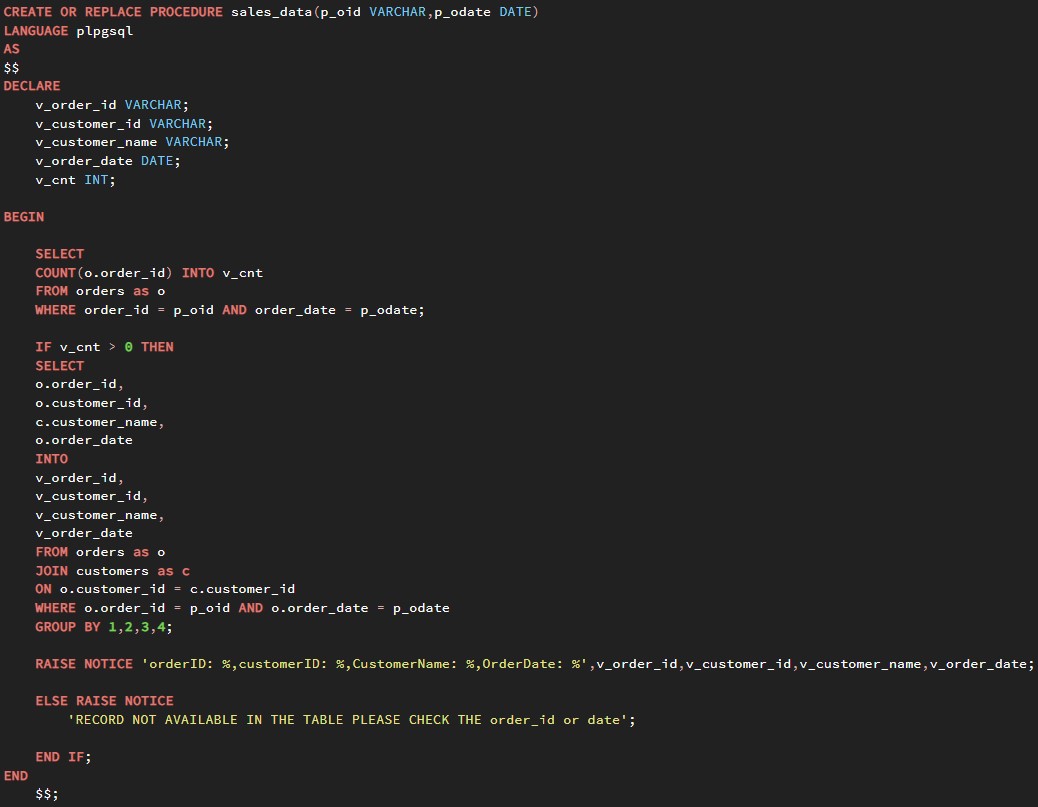 CREATE OR REPLACE PROCEDURE sales_data(p_oid VARCHAR,p_odate DATE)
LANGUAGE plpgsql
AS
$$
DECLARE
    v_order_id VARCHAR;
    v_customer_id VARCHAR;
    v_customer_name VARCHAR;
    v_order_date DATE;
    v_cnt INT;

BEGIN

    SELECT
    COUNT(o.order_id) INTO v_cnt
    FROM orders as o
    WHERE order_id = p_oid AND order_date = p_odate;

    IF v_cnt > 0 THEN
    SELECT
    o.order_id,
    o.customer_id,
    c.customer_name,
    o.order_date
    INTO
    v_order_id,
    v_customer_id,
    v_customer_name,
    v_order_date
    FROM orders as o
    JOIN customers as c
    ON o.customer_id = c.customer_id
    WHERE o.order_id = p_oid AND o.order_date = p_odate
    GROUP BY 1,2,3,4;

    RAISE NOTICE 'orderID: %,customerID: %,CustomerName: %,OrderDate: %',v_order_id,v_customer_id,v_customer_name,v_order_date;

    ELSE RAISE NOTICE
        'RECORD NOT AVAILABLE IN THE TABLE PLEASE CHECK THE order_id or date';

    END IF;
END
    $$;